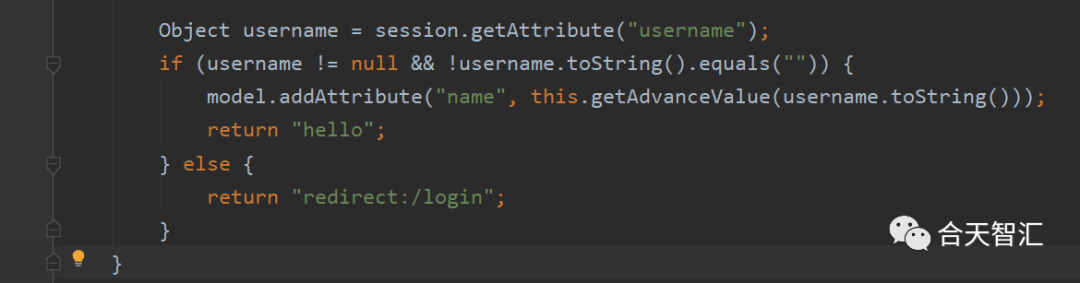 Object username = session.getAttribute("username");
if (username != null && !username.toString().equals("")) {
model.addAttribute("name", this.getAdvanceValue(username.toString()));
return "hello";
} else {
return "redirect:/login";
}
}
合天智汇